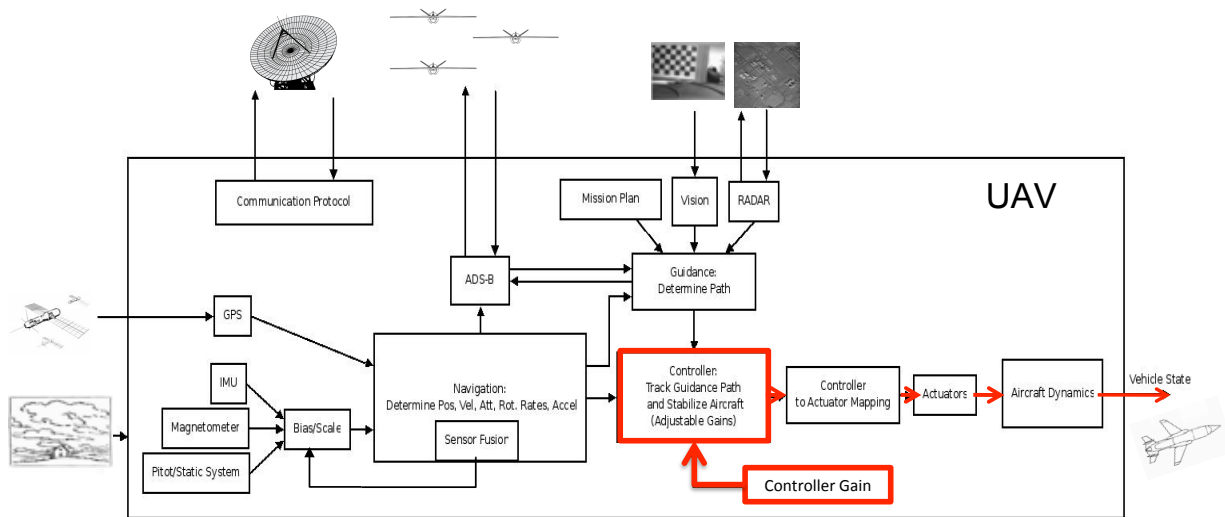 UAV
Communication Protocol
Mission Plan
Vision
RADAR
ADS-B
Guidance:
Determine Path
GPS
IMU
Magnetometer
Pitot/Static System
Bias/Scale
Navigation:
Determine Pos, Vel, Att, Rot. Rates, Accel
Sensor Fusion
Controller:
Track Guidance Path
and Stabilize Aircraft
(Adjustable Gains)
Controller
to Actuator Mapping
Actuators
Aircraft Dynamics
Vehicle State
Controller Gain